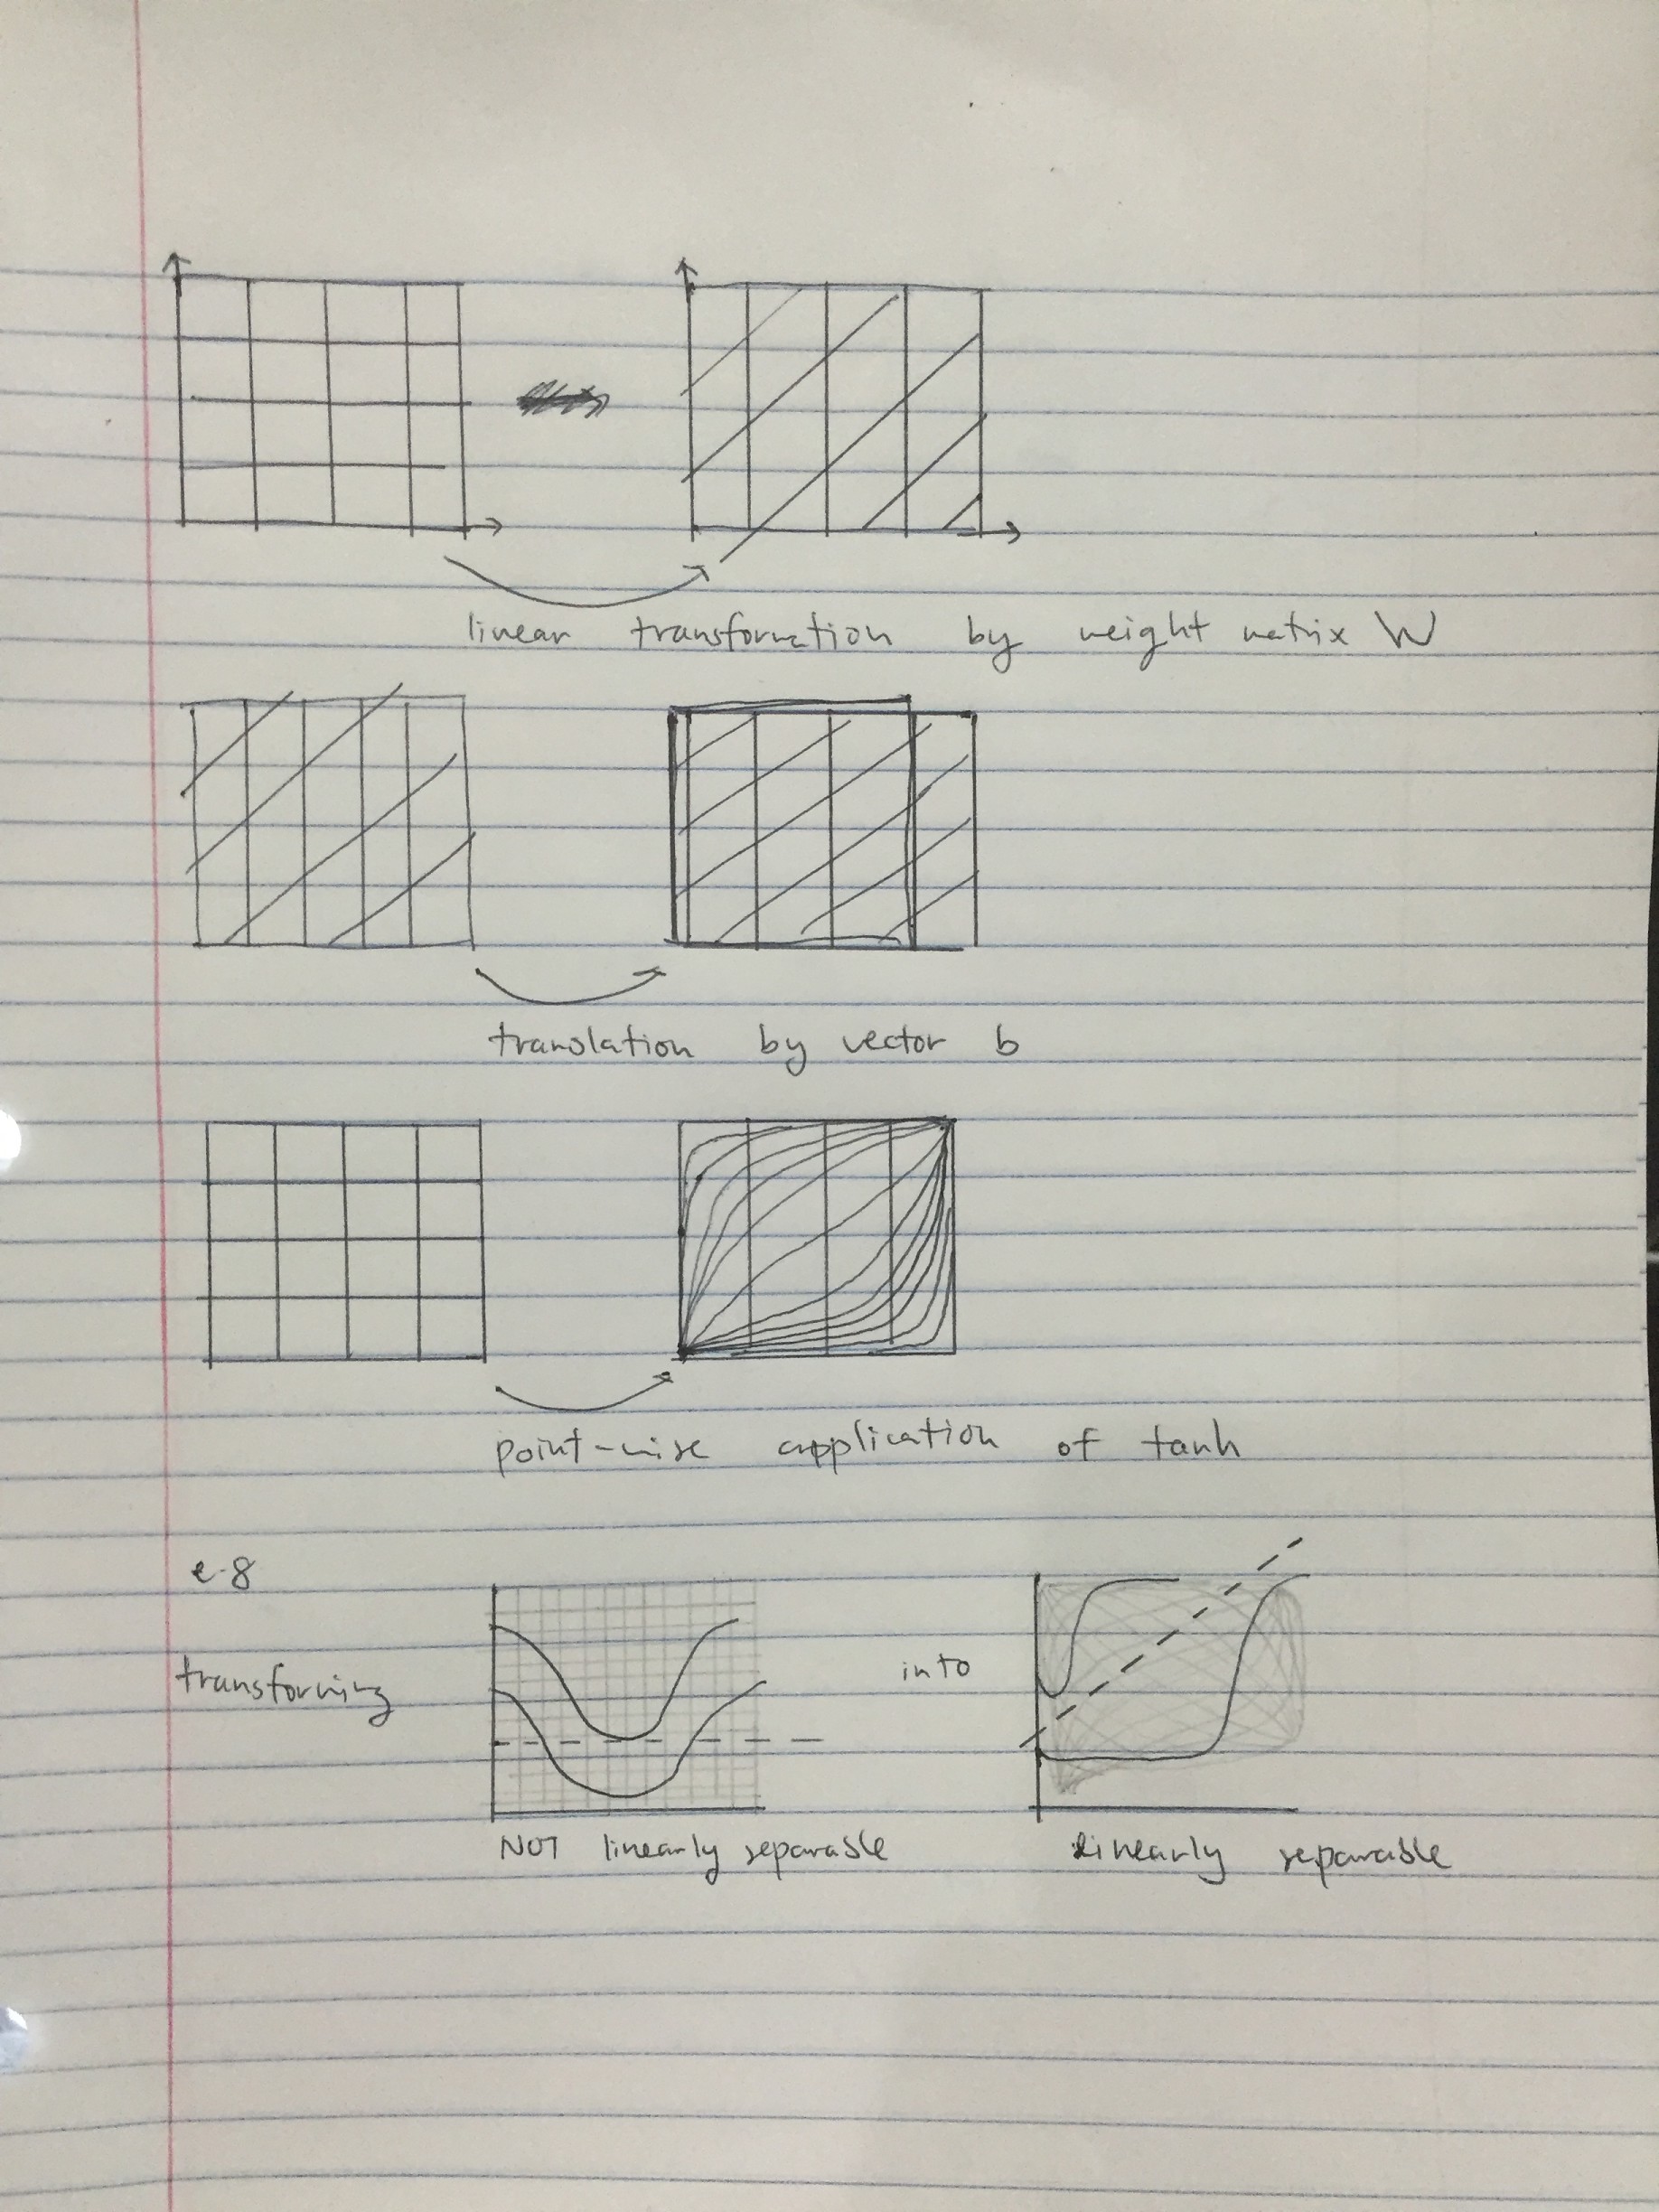 linear transformation by weight matrix W
translation by vector b
point-wise application of tanh
e.g
transforming into
NOT linearly separable linearly separable